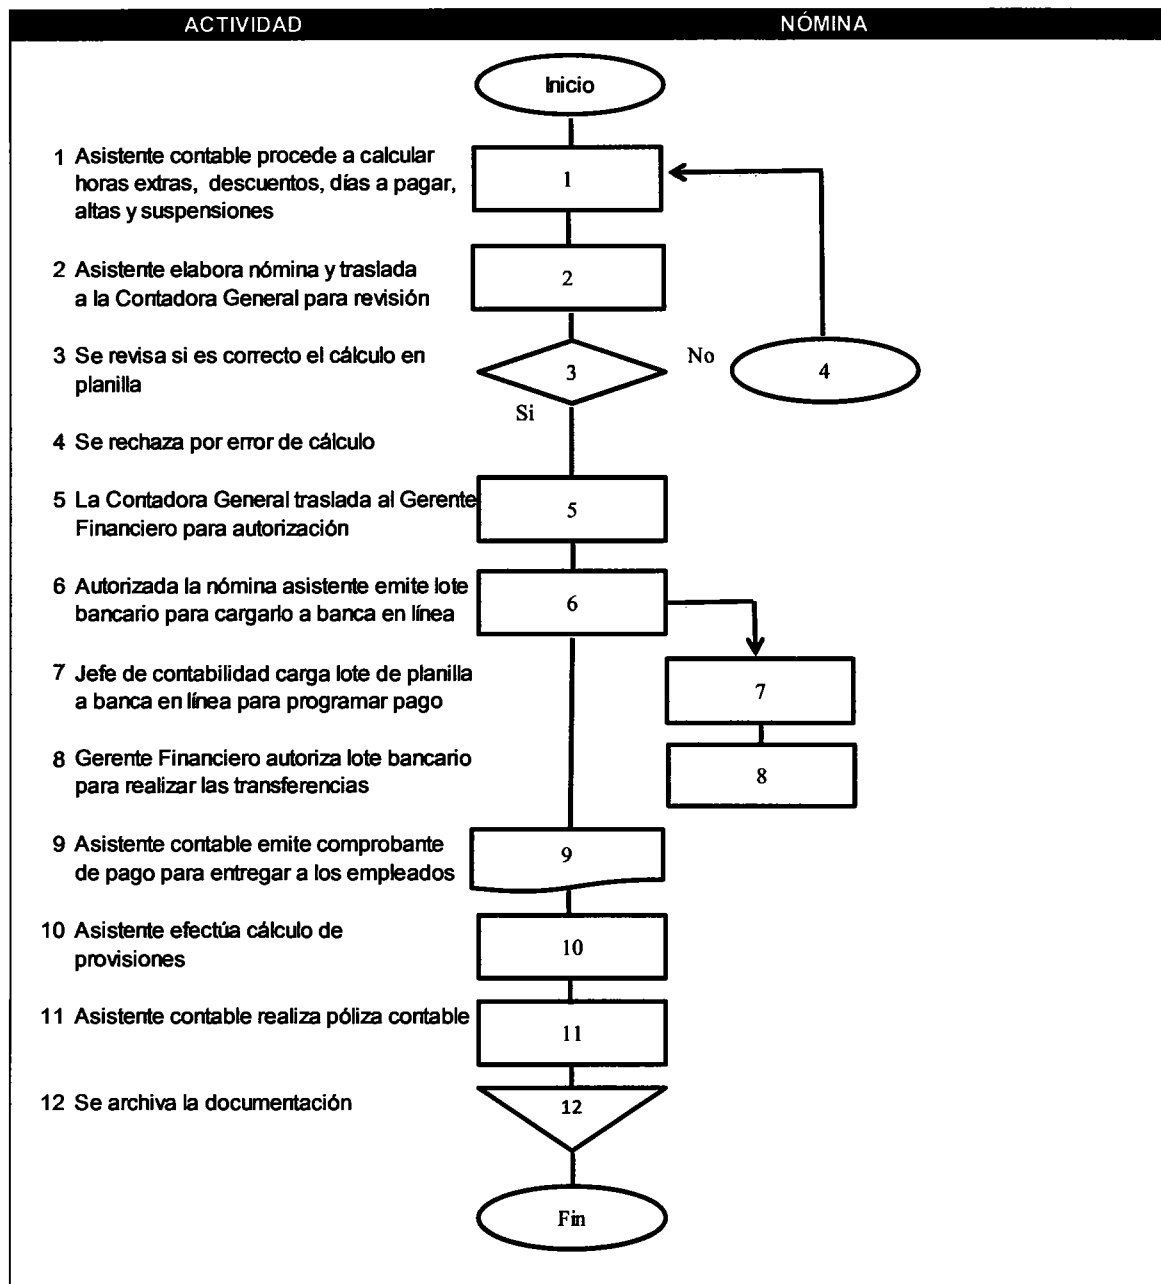 ACTIVIDAD
NÓMINA
Inicio
1 Asistente contable procede a calcular
horas extras, descuentos, días a pagar,
altas y suspensiones
1
2 Asistente elabora nómina y traslada
a la Contadora General para revisión
2
3 Se revisa si es correcto el cálculo en
planilla
3
No
4
Si
4 Se rechaza por error de cálculo
5 La Contadora General traslada al Gerente
Financiero para autorización
5
6 Autorizada la nómina asistente emite lote
bancario para cargarlo a banca en línea
6
7 Jefe de contabilidad carga lote de planilla
a banca en línea para programar pago
7
8 Gerente Financiero autoriza lote bancario
para realizar las transferencias
8
9 Asistente contable emite comprobante
de pago para entregar a los empleados
9
10 Asistente efectúa cálculo de
provisiones
10
11 Asistente contable realiza póliza contable
11
12 Se archiva la documentación
12
Fin